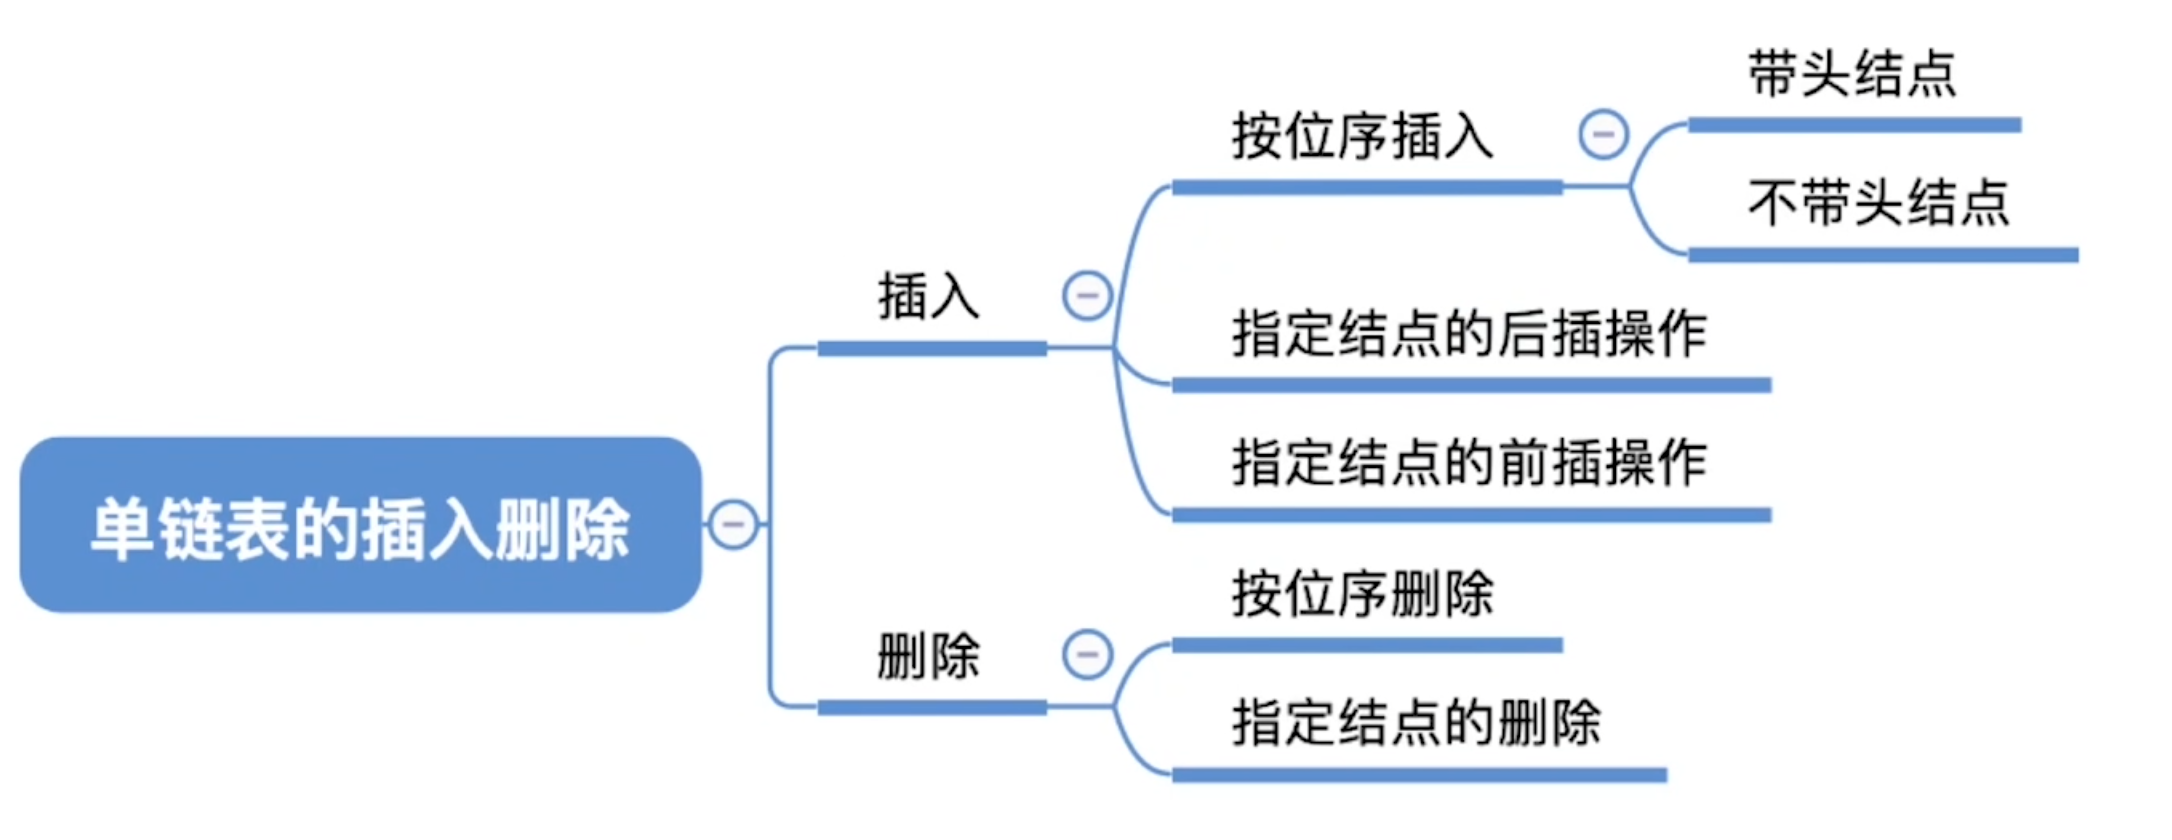 单链表的插入删除
插入
按位序插入
带头结点
不带头结点
指定结点的后插操作
指定结点的前插操作
删除
按位序删除
指定结点的删除